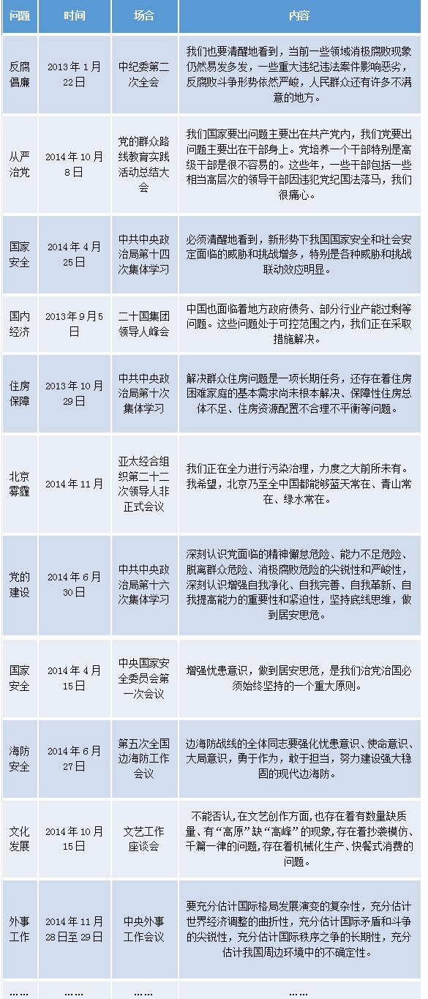 问题 时间 场合 内容
反腐
倡廉
2013年1月
22日
中纪委第二
次全会
我们也要清醒地看到，当前一些领域消极腐败现象
仍然易发多发，一些重大违纪违法案件影响恶劣，
反腐败斗争形势依然严峻，人民群众还有许多不满
意的地方。
从严
治党
2014年10月
8日
党的群众路
线教育实践
活动总结大
会
我们国家要出问题主要出在共产党内，我们党要出
问题主要出在干部身上。党培养一个干部特别是高
级干部是很不容易的。这些年，一些干部包括一些
相当高层次的领导干部因违犯党纪国法落马，我们
很痛心。
国家
安全
2014年4月
25日
中共中央政
治局第十四
次集体学习
必须清醒地看到，新形势下我国国家安全和社会安
定面临的威胁和挑战增多，特别是各种威胁和挑战
联动效应明显。
国内
经济
2013年9月5
日
二十国集团
领导人峰会
中国也面临着地方政府债务、部分行业产能过剩等
问题。这些问题处于可控范围之内，我们正在采取
措施解决。
住房
保障
2013年10月
29日
中共中央政
治局第十次
集体学习
解决群众住房问题是一项长期任务，还存在着住房
困难家庭的基本需求尚未根本解决、保障性住房总
体不足、住房资源配置不合理不平衡等问题。
北京
雾霾
2014年11月
亚太经合组
织第二十二
次领导人非
正式会议
我们正在全力进行污染治理，力度之大前所未有。
我希望，北京乃至全中国都能够蓝天常在、青山常
在、绿水常在。
党的
建设
2014年6月
30日
中共中央政
治局第十六
次集体学习
深刻认识党面临的精神懈怠危险、能力不足危险、
脱离群众危险、消极腐败危险的尖锐性和严峻性，
深刻认识增强自我净化、自我完善、自我革新、自
我提高能力的重要性和紧迫性，坚持底线思维，做
到居安思危。
国家
安全
2014年4月
15日
中央国家安
全委员会第
一次会议
增强忧患意识，做到居安思危，是我们治党治国必
须始终坚持的一个重大原则。
海防
安全
2014年6月
27日
第五次全国
边海防工作
会议
边海防战线的全体同志要强化忧患意识、使命意识、
大局意识，勇于作为，敢于担当，努力建设强大稳
固的现代边海防。
文化
发展
2014年10月
15日
文艺工作
座谈会
不能否认,在文艺创作方面,也存在着有数量缺质
量、有“高原”缺“高峰”的现象,存在着抄袭模仿、
千篇一律的问题,存在着机械化生产、快餐式消费的
问题。
外事
工作
2014年11月
28日至29日
中央外事
工作会议
要充分估计国际格局发展演变的复杂性，充分估计
世界经济调整的曲折性，充分估计国际矛盾和斗争
的尖锐性，充分估计国际秩序之争的长期性，充分
估计我国周边环境中的不确定性。
…… …… …… ……